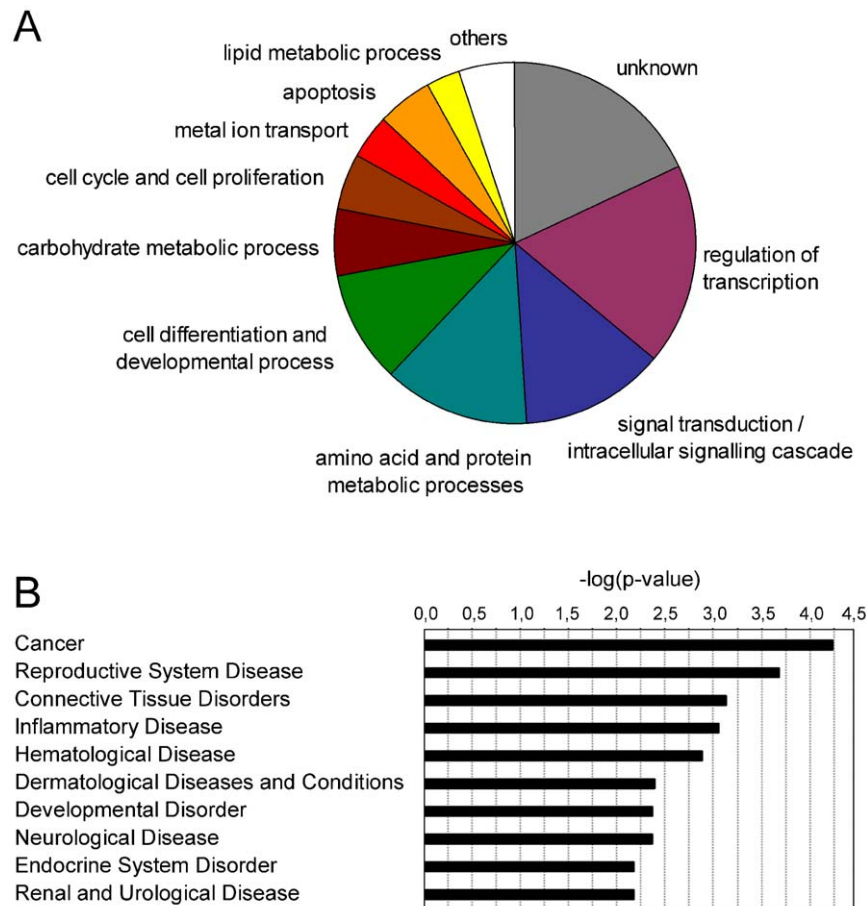 A
lipid metabolic process
others
unknown
apoptosis
metal ion transport
cell cycle and cell proliferation
carbohydrate metabolic process
regulation of
transcription
cell differentiation and
developmental process
signal transduction /
intracellular signalling cascade
amino acid and protein
metabolic processes
B
-log(p-value)
0,0 0,5 1,0 1,5 2,0 2,5 3,0 3,5 4,0 4,5
Cancer
Reproductive System Disease
Connective Tissue Disorders
Inflammatory Disease
Hematological Disease
Dermatological Diseases and Conditions
Developmental Disorder
Neurological Disease
Endocrine System Disorder
Renal and Urological Disease